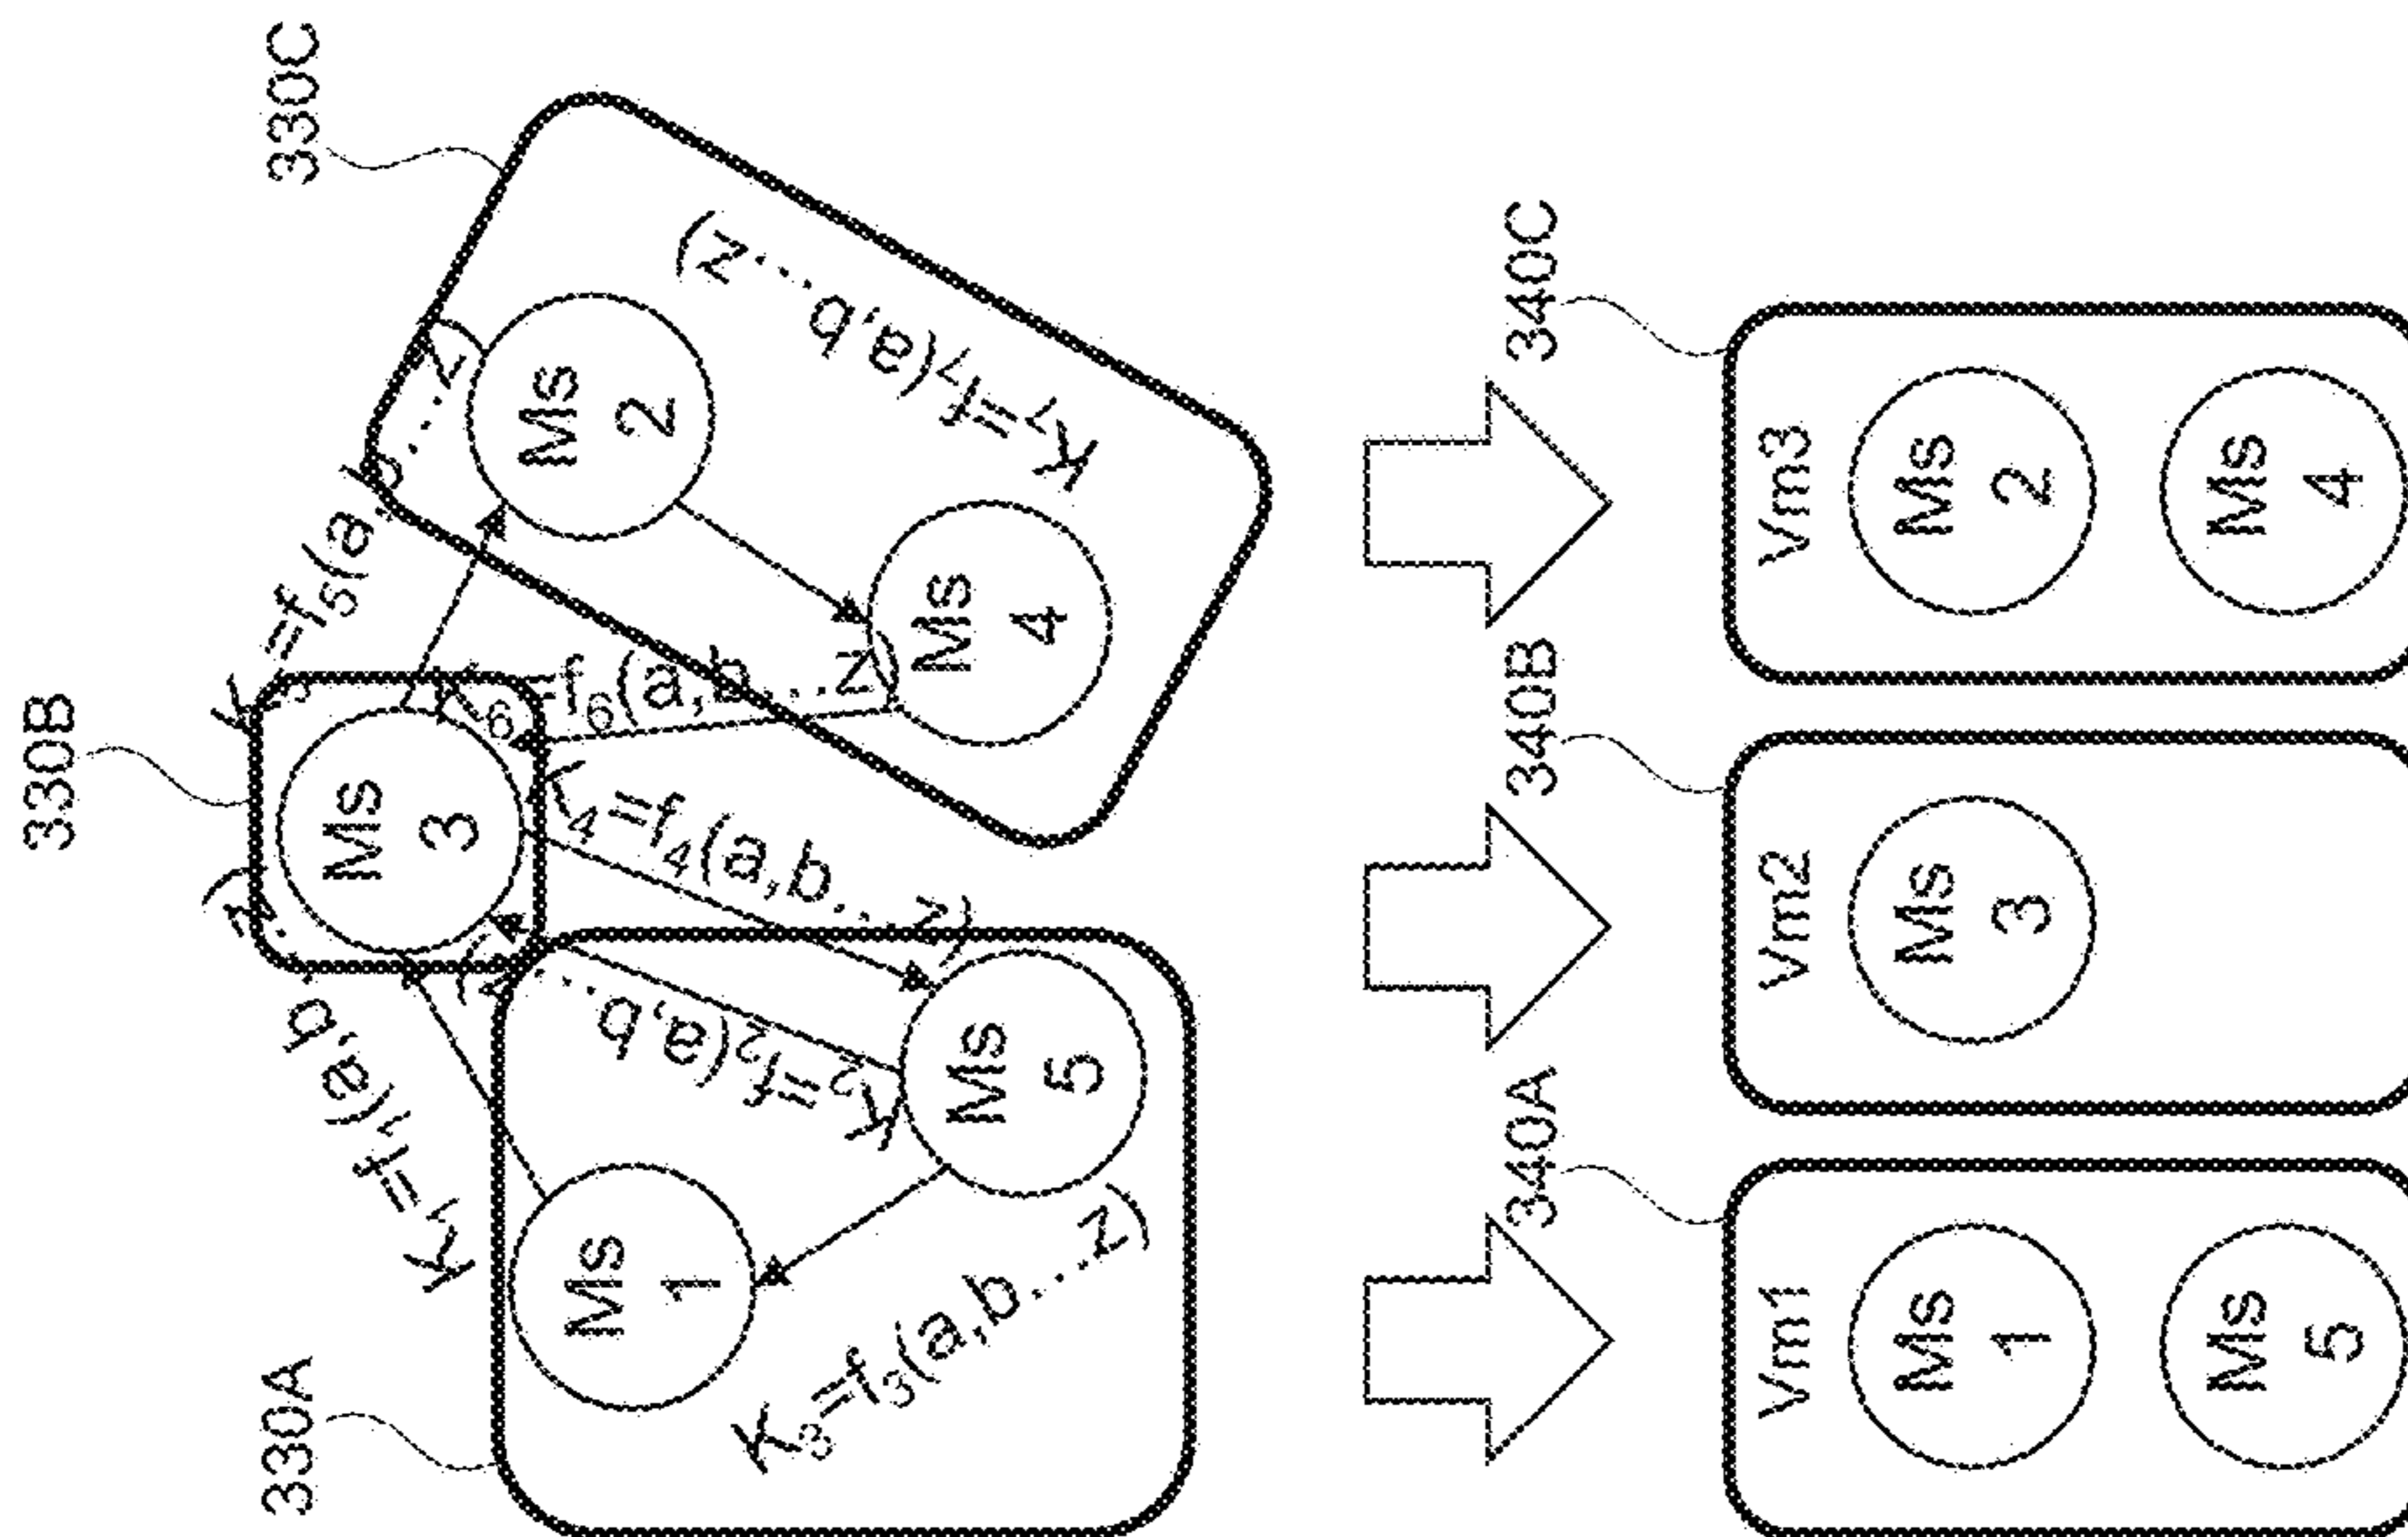 330B
330A
330C
K₁=f₁(a,b...z)
Ms
3
K₅=f₅(a,b...z)
K₆=f₆(a,b...z)
Ms
1
K₂=f₂(a,b...z)
K₄=f₄(a,b...z)
Ms
2
K₃=f₃(a,b...z)
Ms
5
Ms
4
K₇=f₇(a,b...z)
340A
340B
340C
Vm1
Ms
1
Ms
5
Vm2
Ms
3
Vm3
Ms
2
Ms
4